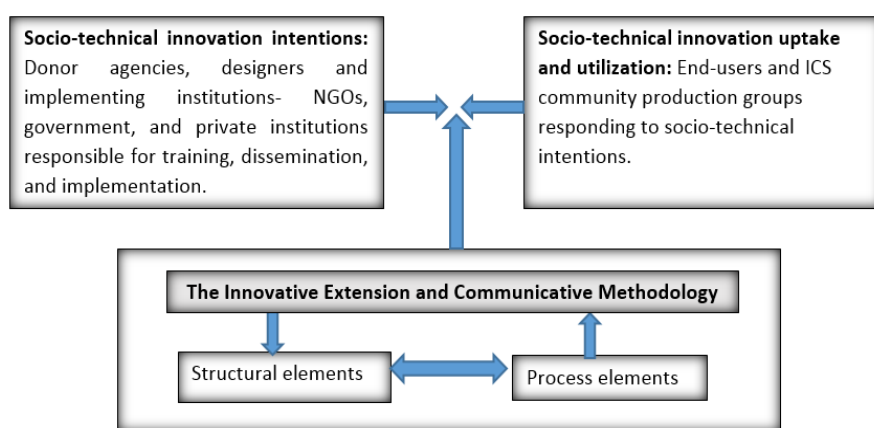 Socio-technical innovation intentions:
Donor agencies, designers and
implementing institutions- NGOs,
government, and private institutions
responsible for training, dissemination,
and implementation.
Socio-technical innovation uptake
and utilization: End-users and ICS
community production groups
responding to socio-technical
intentions.
The Innovative Extension and Communicative Methodology
Structural elements
Process elements